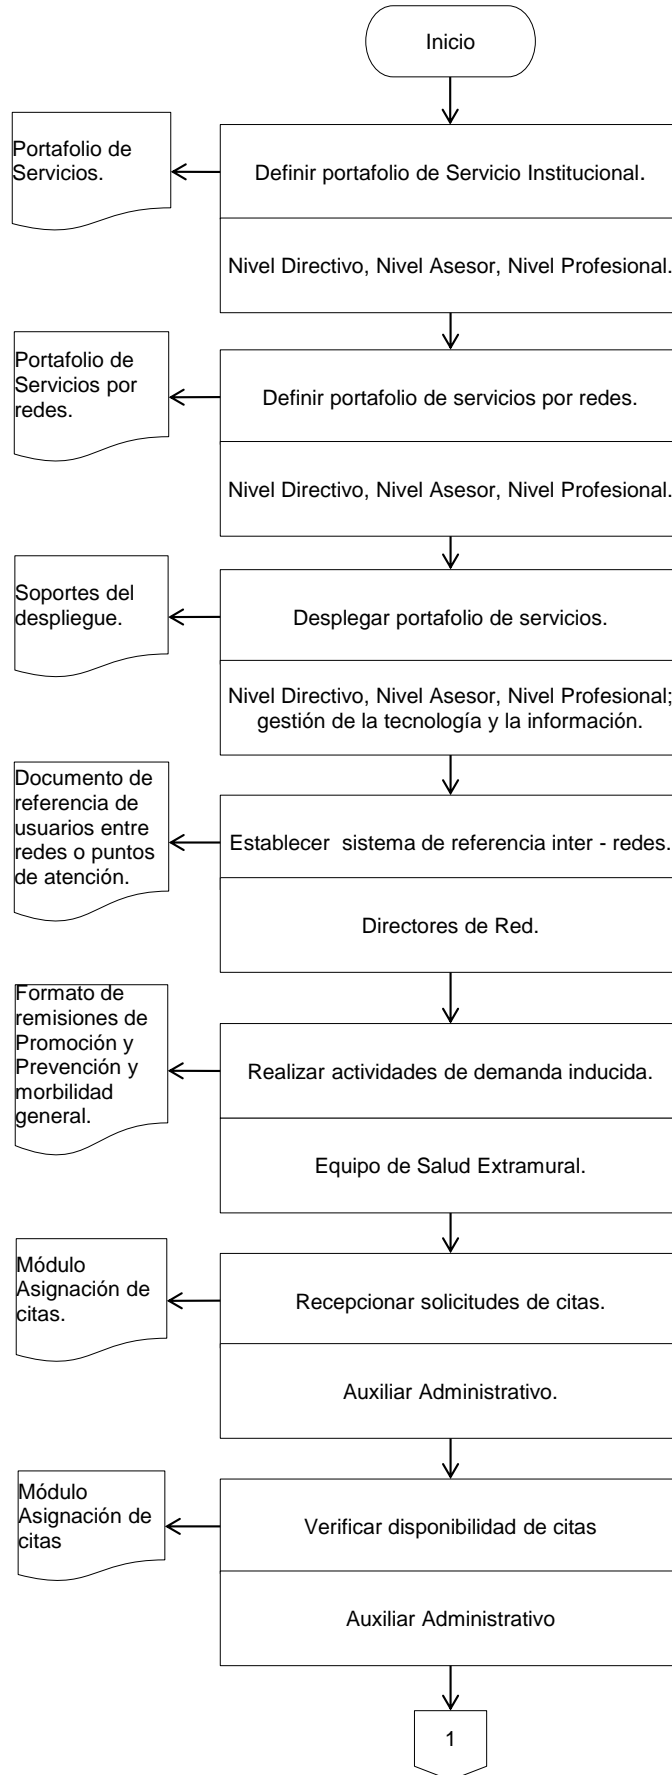 Inicio
Portafolio de
Servicios.
Definir portafolio de Servicio Institucional.
Nivel Directivo, Nivel Asesor, Nivel Profesional.
Portafolio de
Servicios por
redes.
Definir portafolio de servicios por redes.
Nivel Directivo, Nivel Asesor, Nivel Profesional.
Soportes del
despliegue.
Desplegar portafolio de servicios.
Nivel Directivo, Nivel Asesor, Nivel Profesional;
gestión de la tecnología y la información.
Documento de
referencia de
usuarios entre
redes o puntos
de atención.
Establecer  sistema de referencia inter - redes.
Directores de Red.
Formato de
remisiones de
Promoción y
Prevención y
morbilidad
general.
Realizar actividades de demanda inducida.
Equipo de Salud Extramural.
Módulo
Asignación de
citas.
Recepcionar solicitudes de citas.
Auxiliar Administrativo.
Módulo
Asignación de
citas
Verificar disponibilidad de citas
Auxiliar Administrativo
1